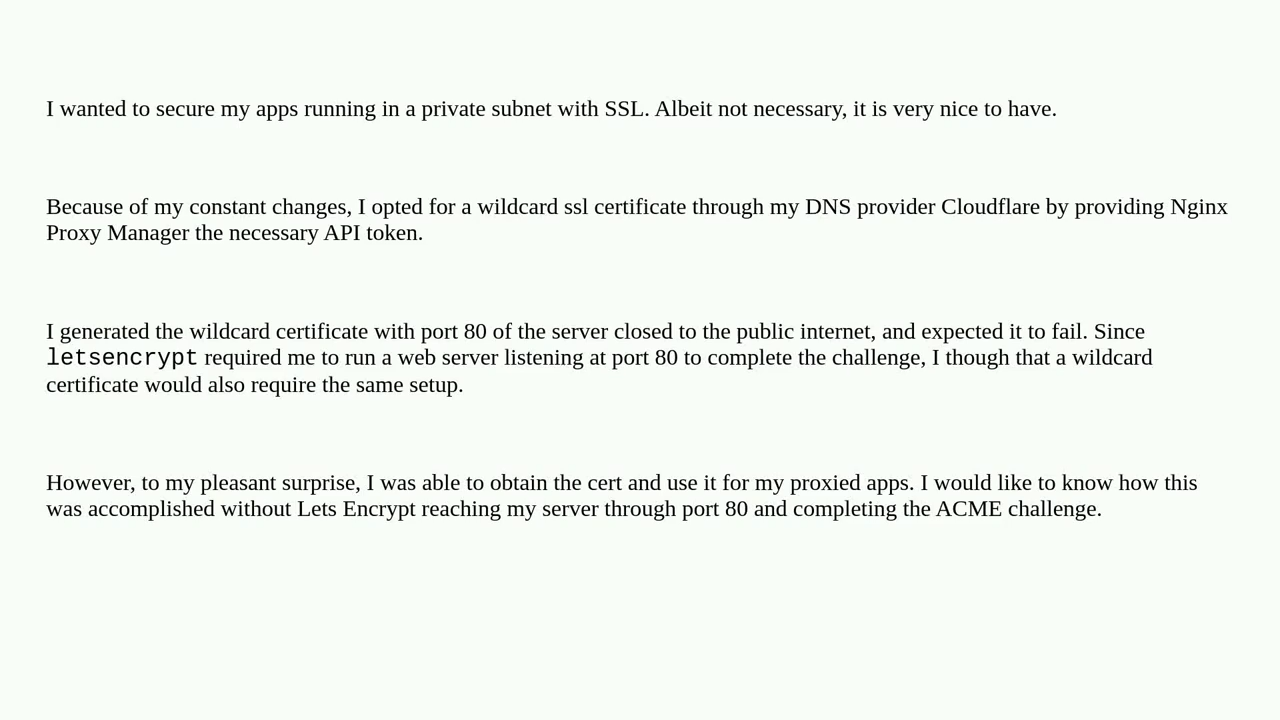 I wanted to secure my apps running in a private subnet with SSL. Albeit not necessary, it is very nice to have.
Because of my constant changes, I opted for a wildcard ssl certificate through my DNS provider Cloudflare by providing Nginx
Proxy Manager the necessary API token.
I generated the wildcard certificate with port 80 of the server closed to the public internet, and expected it to fail. Since
letsencrypt required me to run a web server listening at port 80 to complete the challenge, I though that a wildcard
certificate would also require the same setup.
However, to my pleasant surprise, I was able to obtain the cert and use it for my proxied apps. I would like to know how this
was accomplished without Lets Encrypt reaching my server through port 80 and completing the ACME challenge.